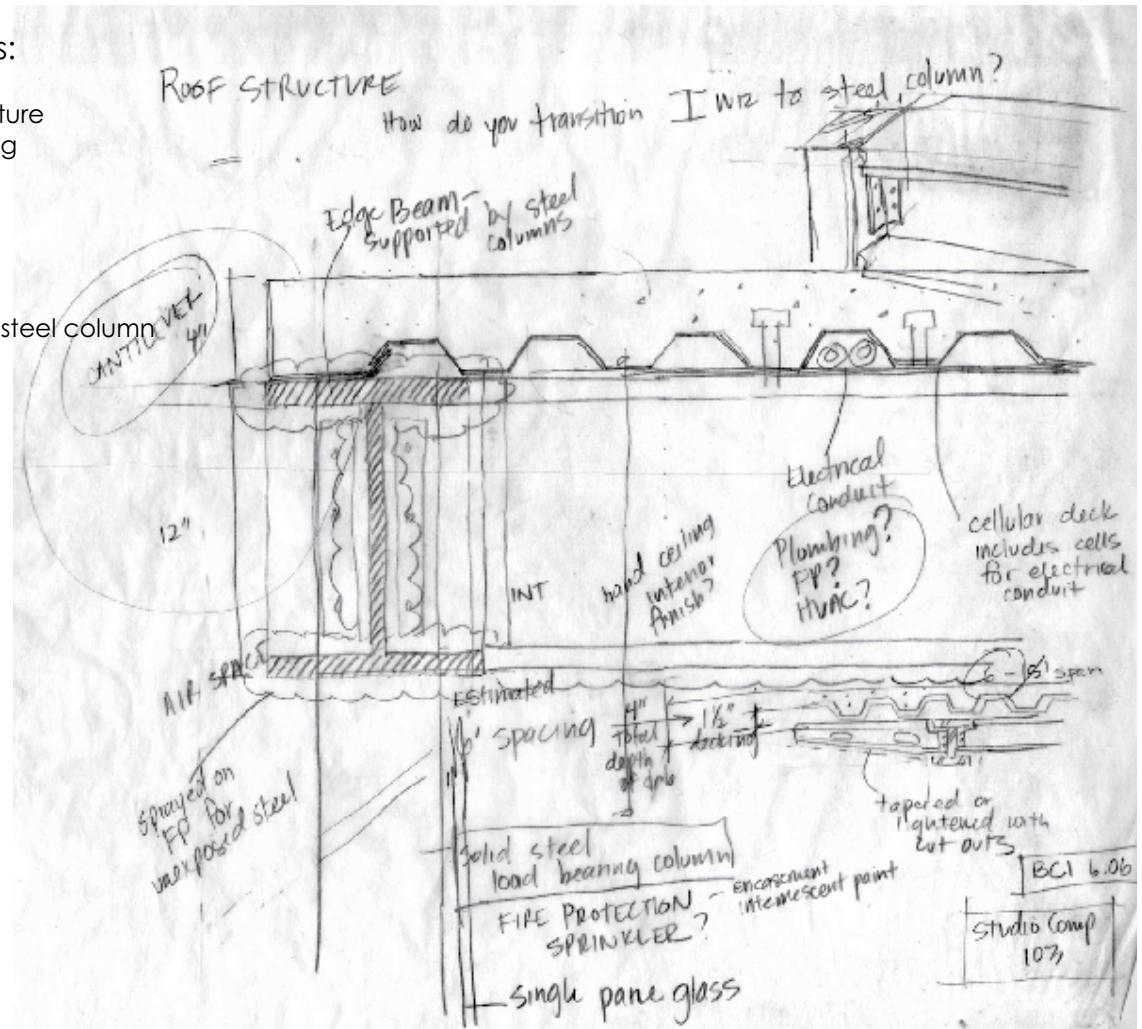 s:
ture
g
steel column
ROOF STRUCTURE
How do you transition I W12 to steel column?
Edge Beam -
supported by steel
columns
CANTILEVER
4"
12"
Electrical
Conduit
Plumbing?
FP?
HVAC?
cellular deck
includes cells
for electrical
conduit
INT
ceiling
interior
finish?
AIR SPACE
Estimated
6' spacing
4"
Total
depth
of
1 1/2"
decking
span
sprayed on
FP for
unexposed steel
tapered or
lightened with
cut outs
solid steel
load bearing column
FIRE PROTECTION
SPRINKLER?
encasement
intemescent paint
single pane glass
BCI 6.06
Studio Comp